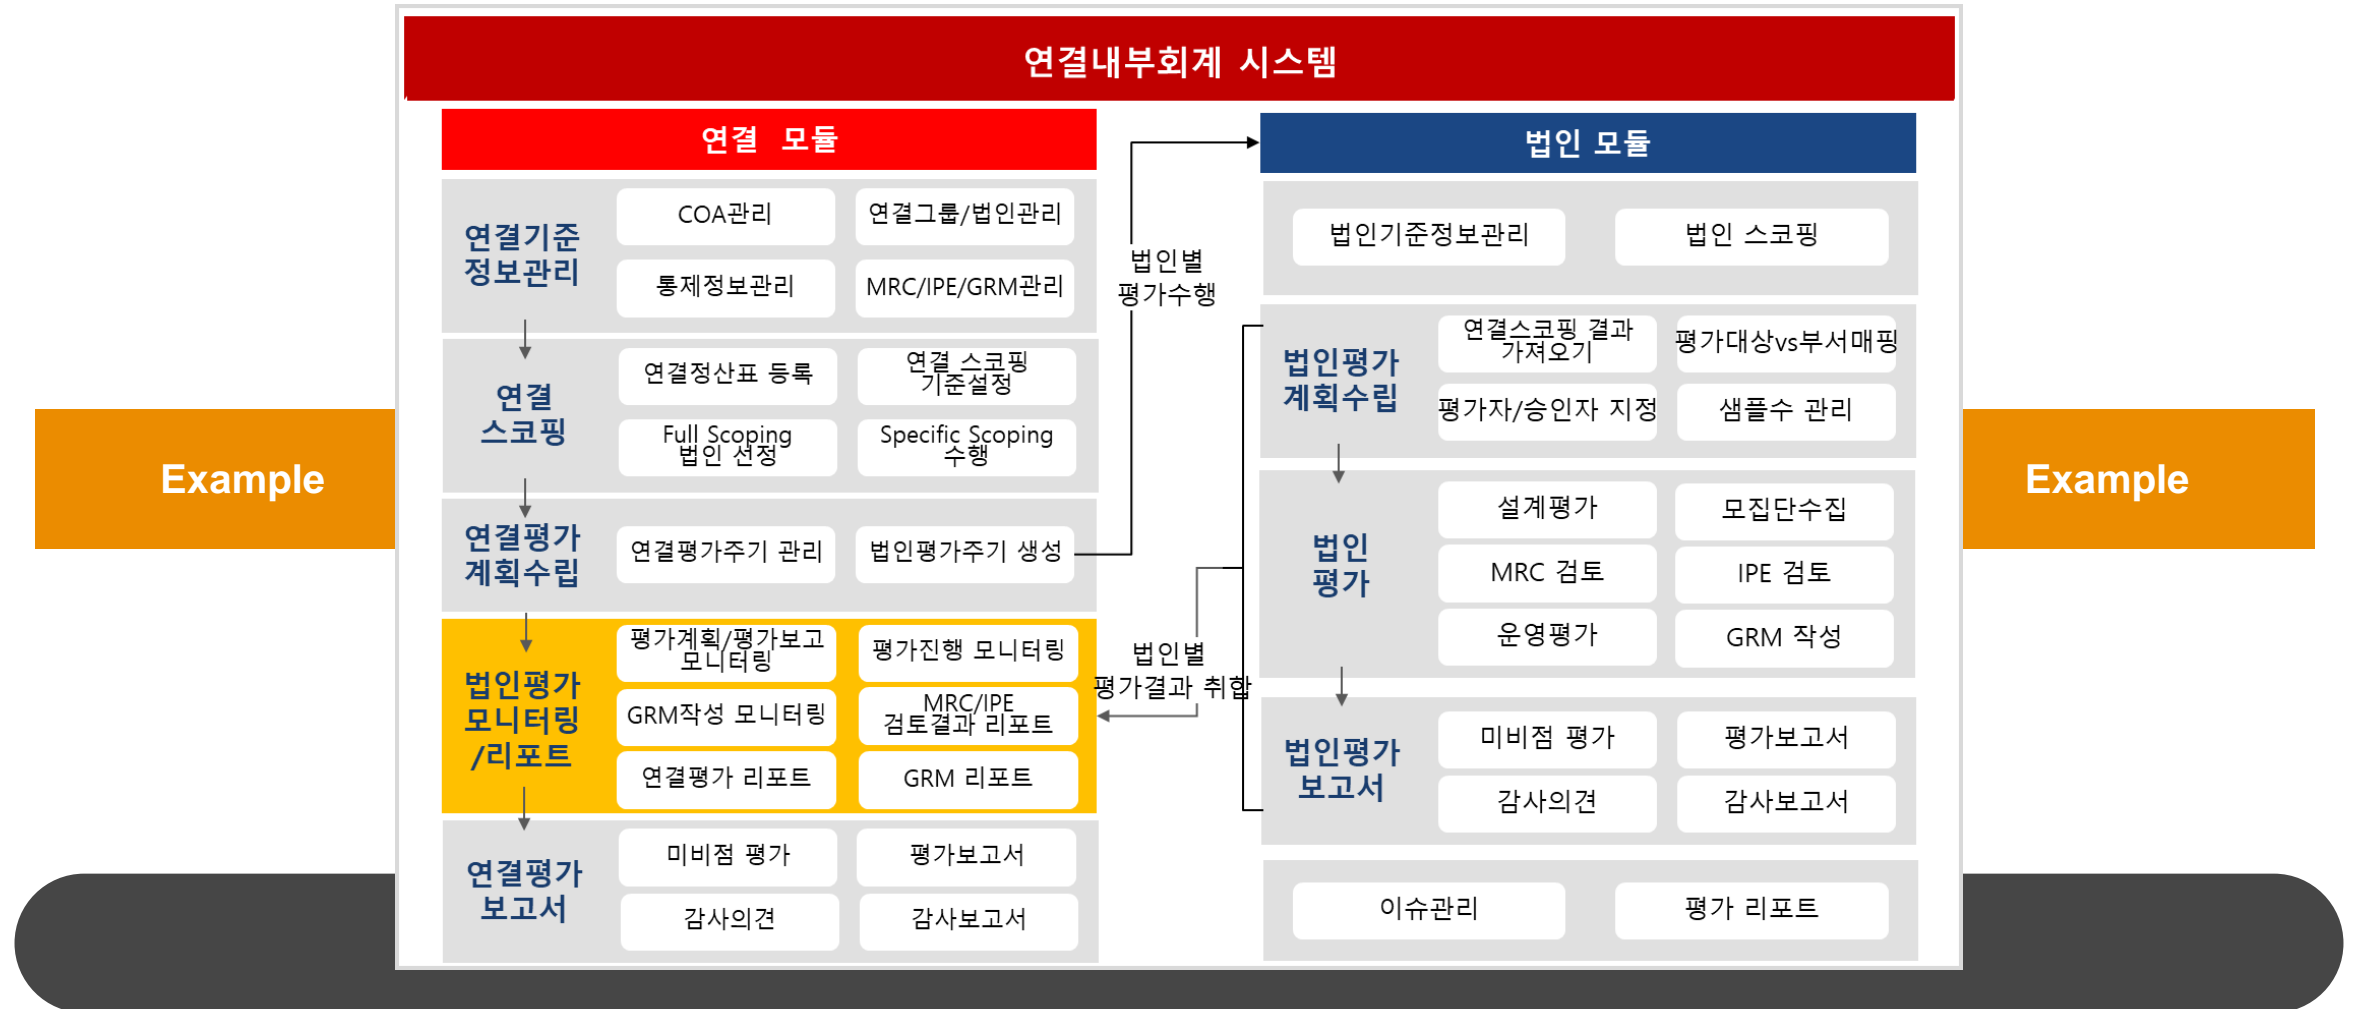 연결내부회계 시스템
연결 모듈
연결기준
정보관리
COA관리
연결그룹/법인관리
통제정보관리
MRC/IPE/GRM관리
연결
스코핑
연결정산표 등록
연결 스코핑
기준설정
Full Scoping
법인 선정
Specific Scoping
수행
연결평가
계획수립
연결평가주기 관리
법인평가주기 생성
법인평가
모니터링
/리포트
평가계획/평가보고
모니터링
평가진행 모니터링
GRM작성 모니터링
MRC/IPE
검토결과 리포트
연결평가 리포트
GRM 리포트
연결평가
보고서
미비점 평가
평가보고서
감사의견
감사보고서
법인별
평가수행
법인별
평가결과 취합
법인 모듈
법인기준정보관리
법인 스코핑
법인평가
계획수립
연결스코핑 결과
가져오기
평가대상vs부서매핑
평가자/승인자 지정
샘플수 관리
법인
평가
설계평가
모집단수집
MRC 검토
IPE 검토
운영평가
GRM 작성
법인평가
보고서
미비점 평가
평가보고서
감사의견
감사보고서
이슈관리
평가 리포트
Example
Example